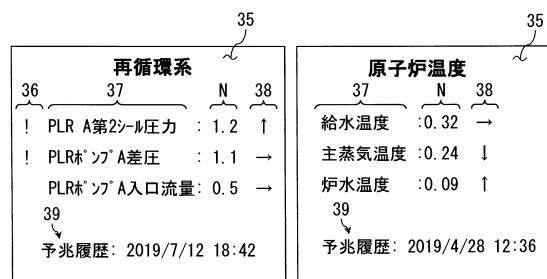 35
再循環系
36 37 N 38
! PLR A第2シール圧力 : 1.2 ↑
! PLRポンプA差圧 : 1.1 →
PLRポンプA入口流量: 0.5 →
39
予兆履歴: 2019/7/12 18:42
35
原子炉温度
37 N 38
給水温度 :0.32 →
主蒸気温度 :0.24 ↓
炉水温度 :0.09 ↑
39
予兆履歴: 2019/4/28 12:36